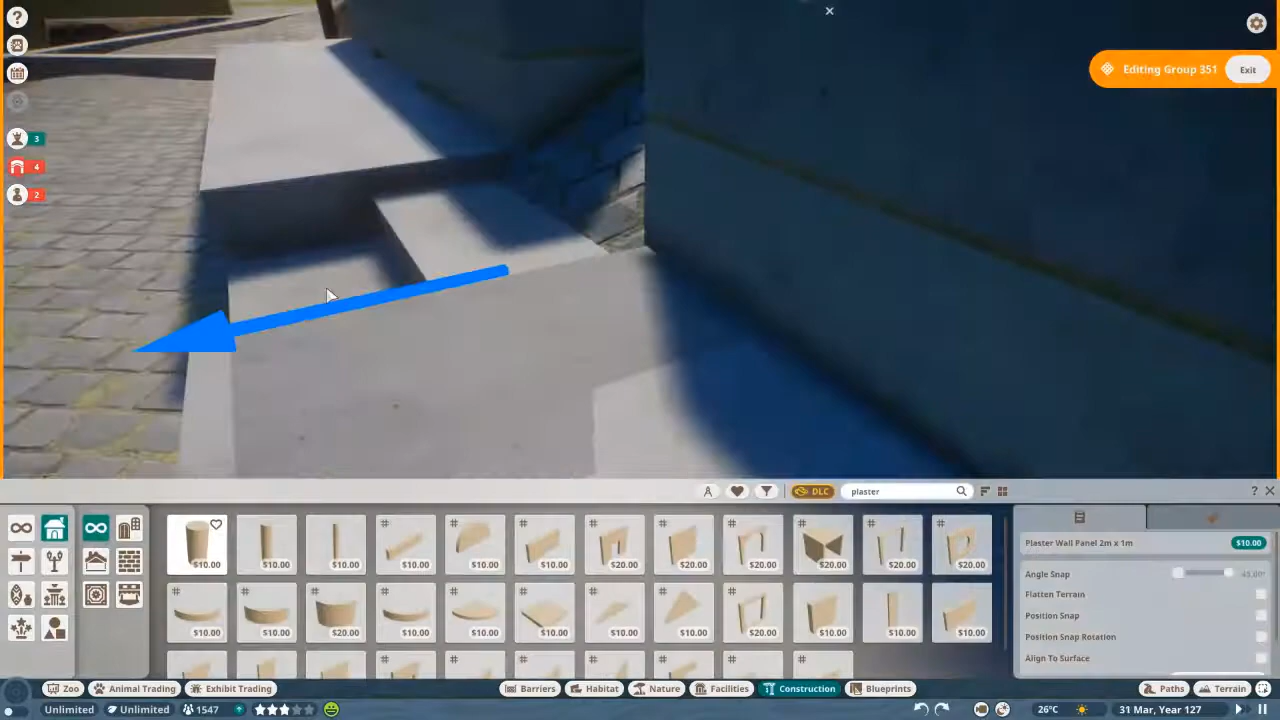 ?
×
Editing Group 351
Exit
3
4
2
DLC
plaster
? ×
$10.00 $10.00 $10.00 $10.00 $10.00 $10.00 $20.00 $20.00 $20.00 $20.00 $20.00 $20.00
Plaster Wall Panel 2m x 1m $10.00
Angle Snap 45.00°
Flatten Terrain
Position Snap
Position Snap Rotation
Align To Surface
$10.00 $10.00 $20.00 $10.00 $10.00 $10.00 $10.00 $10.00 $20.00 $10.00 $10.00 $10.00
Zoo Animal Trading Exhibit Trading Barriers Habitat Nature Facilities Construction Blueprints Paths Terrain
Unlimited Unlimited 1547 26°C 31 Mar, Year 127